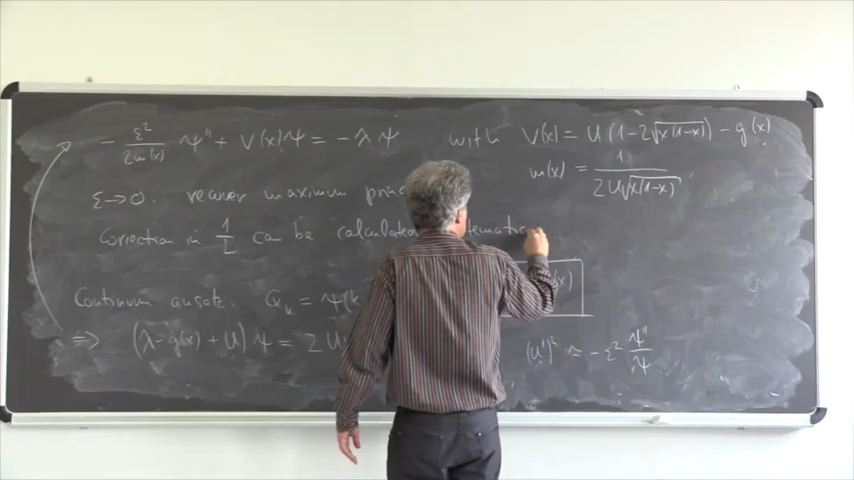 - ε²/2m(x) ψ'' + V(x)ψ = -λψ with V(x) = U(1-2√x(1-x)) - g(x)
m(x) = 1/2U√x(1-x)
ε→0. recover maximum
Correction in 1/L can be calculated
Continuum ansatz. Q_k = ψ(k
⇒ (λ-g(x)+U)ψ = 2U (u')² ≈ -ε² ψ''/ψ